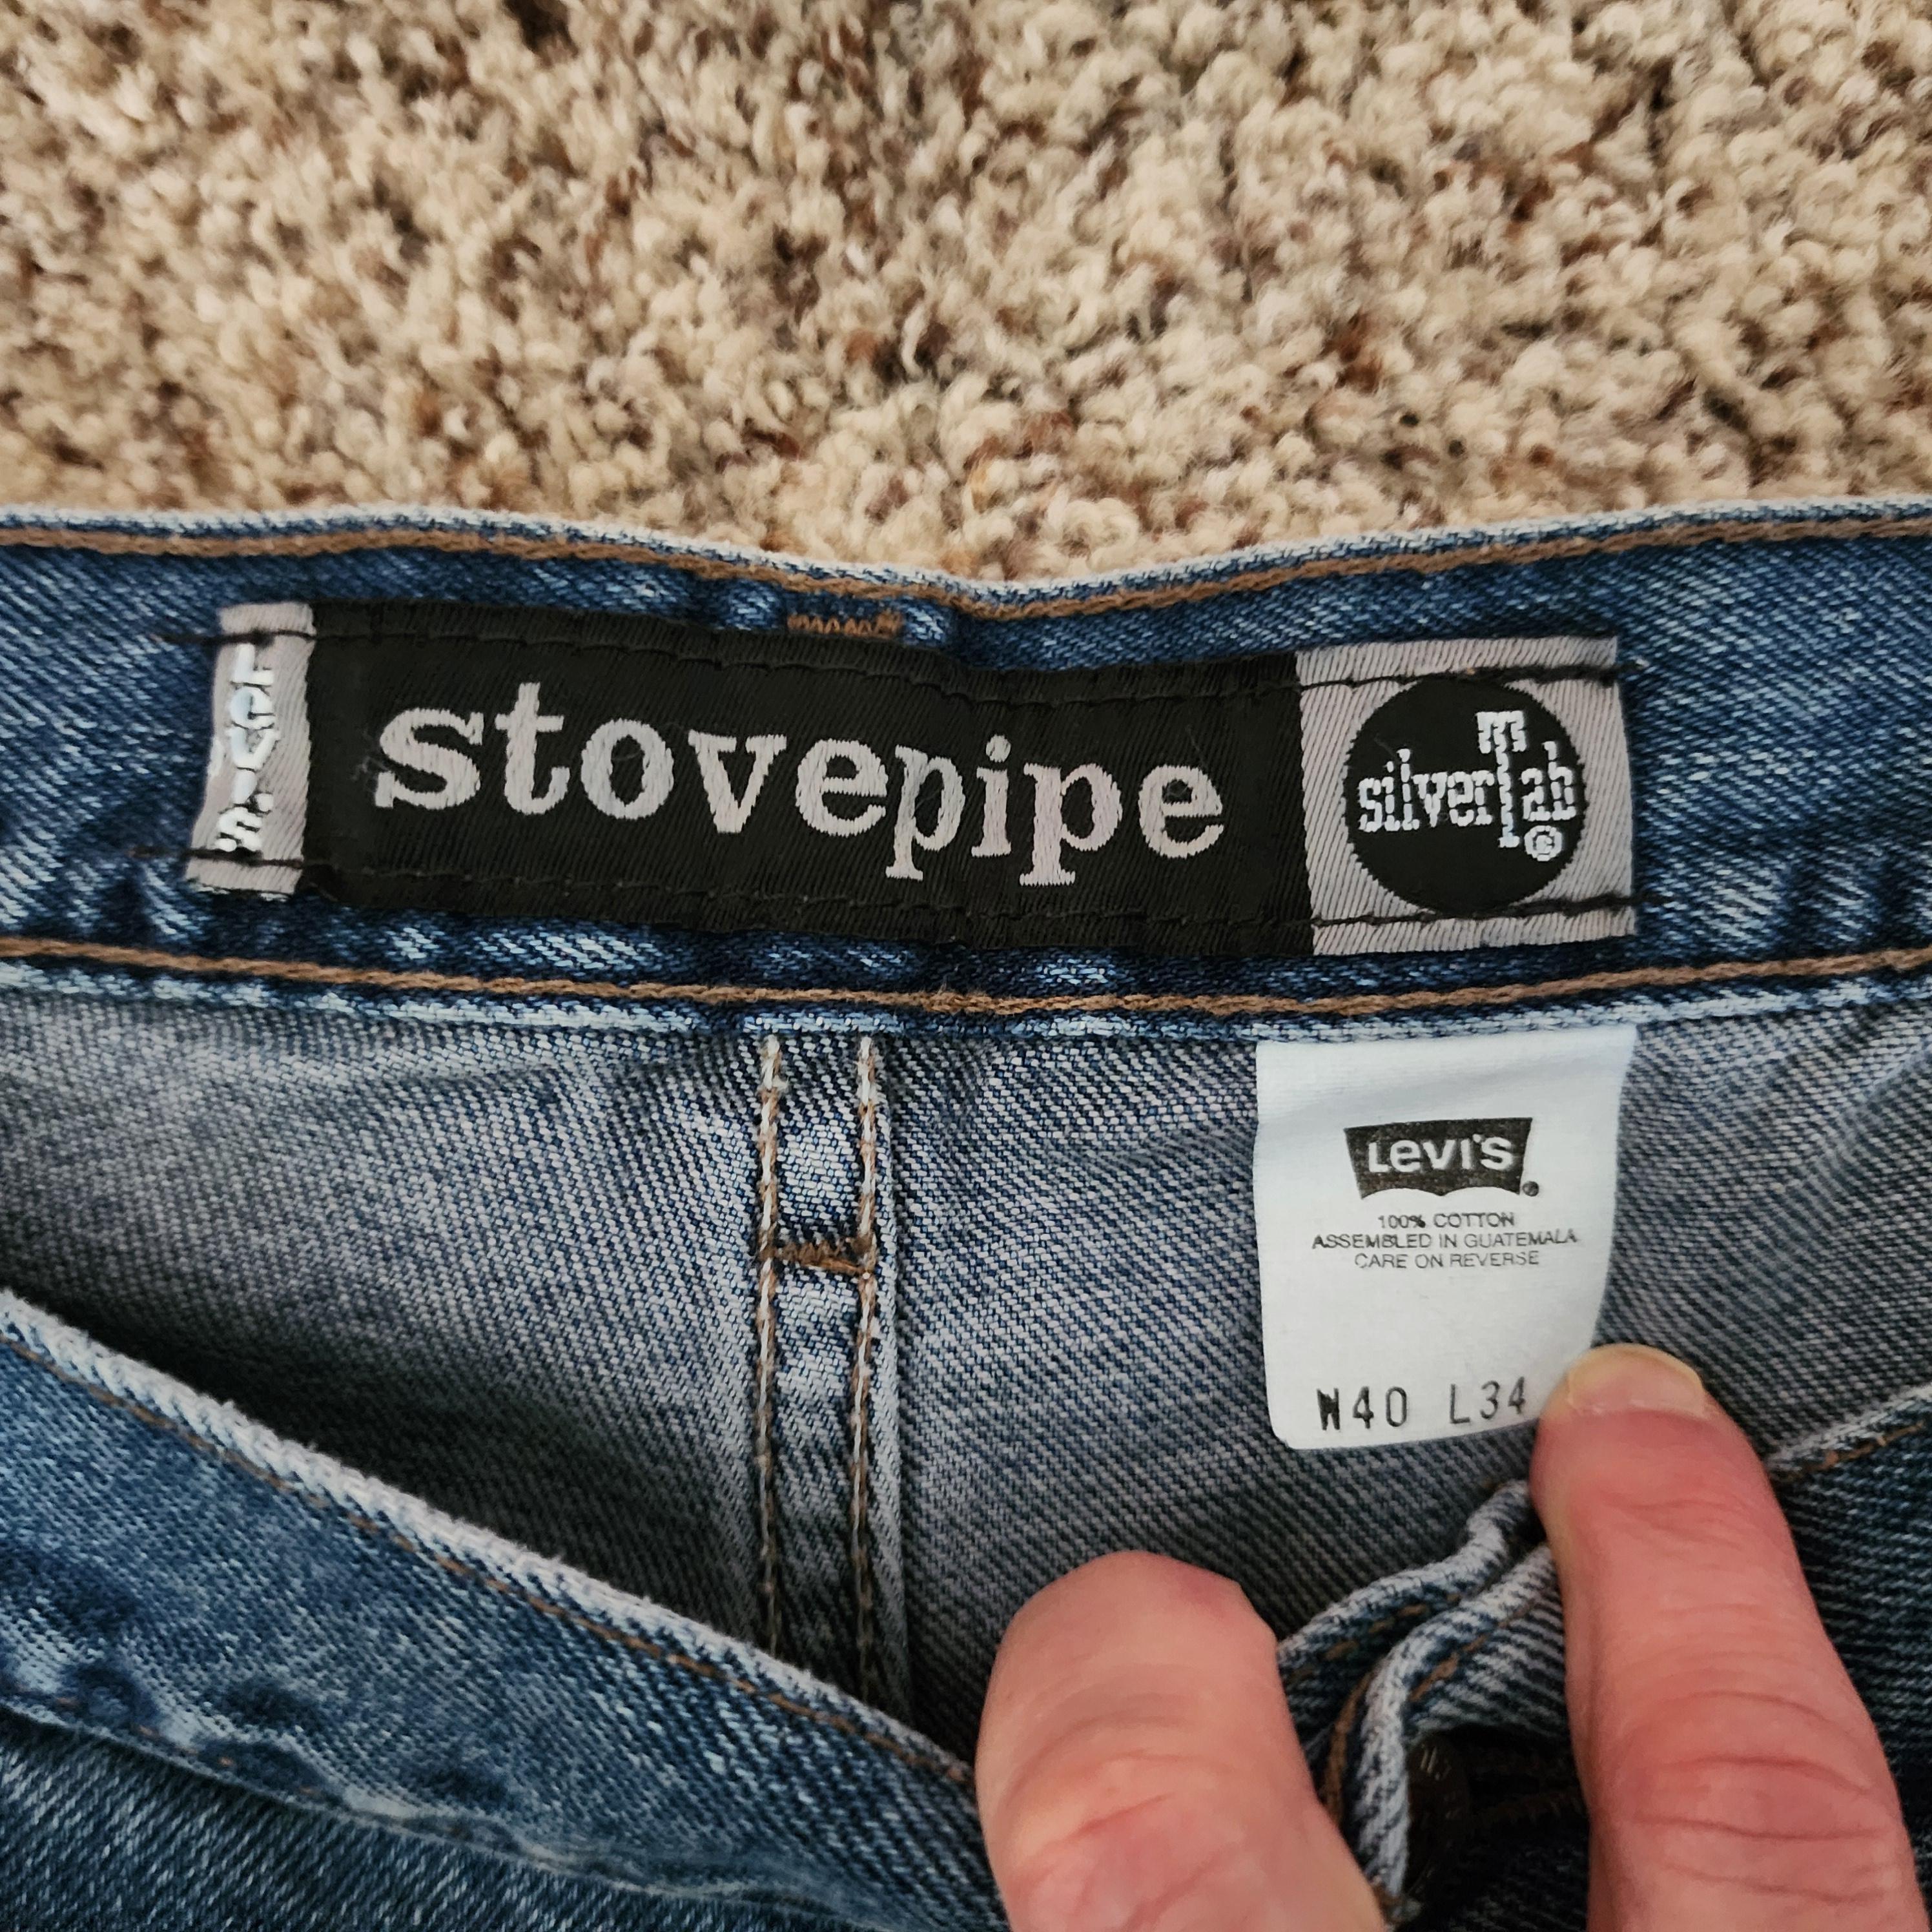 LEVI'S
stovepipe
silverTab®
LEVI'S
100% COTTON
ASSEMBLED IN GUATEMALA
CARE ON REVERSE
W40 L34